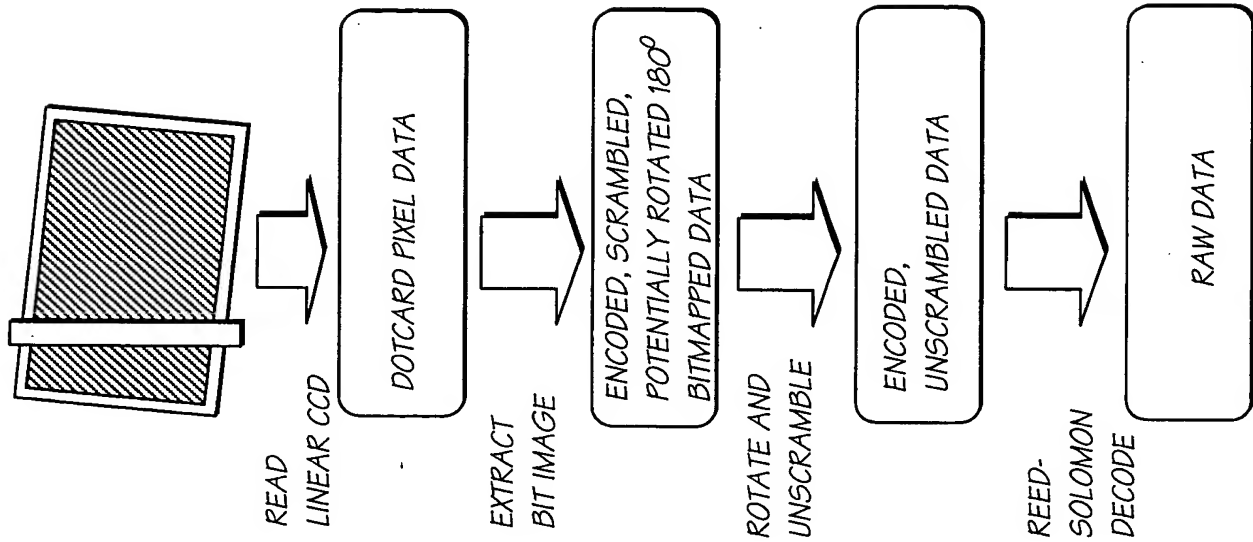 READ
LINEAR CCD
DOTCARD PIXEL DATA
EXTRACT
BIT IMAGE
ENCODED, SCRAMBLED,
POTENTIALLY ROTATED 180°
BITMAPPED DATA
ROTATE AND
UNSCRAMBLE
ENCODED,
UNSCRAMBLED DATA
REED-
SOLOMON
DECODE
RAW DATA